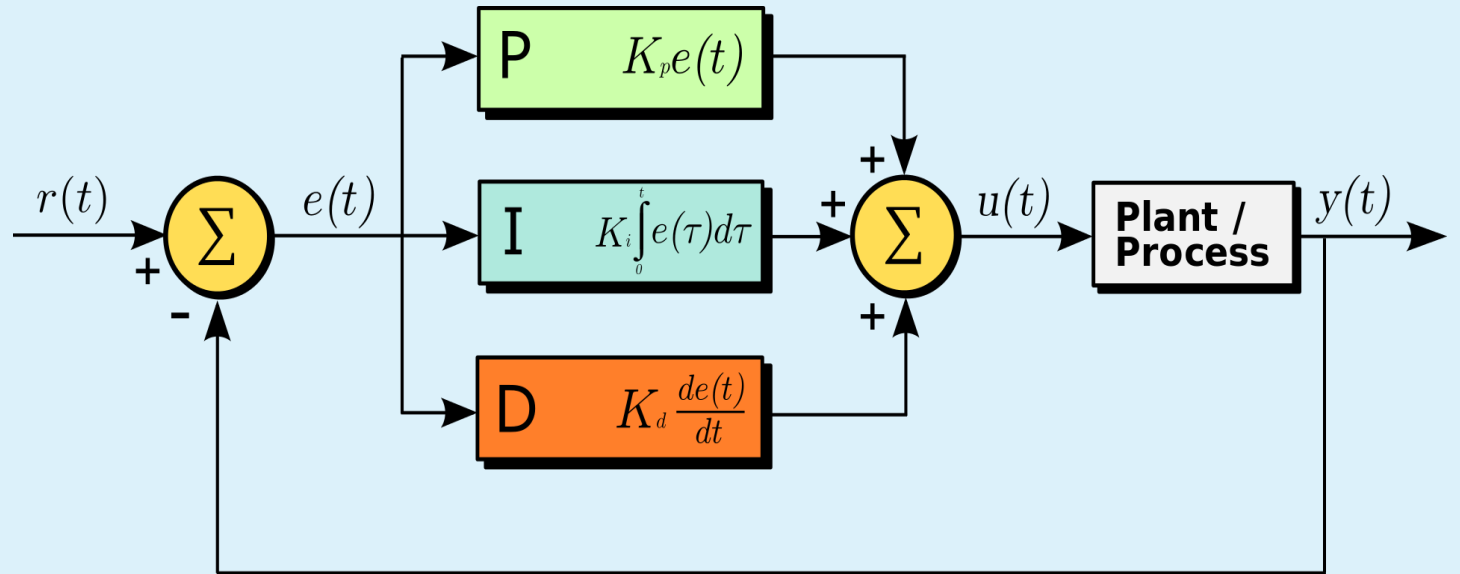 P K_p e(t)
r(t)
+
-
Σ
e(t)
I K_i ∫_0^t e(τ)dτ
D K_d de(t)/dt
+
+
+
Σ
u(t)
Plant /
Process
y(t)